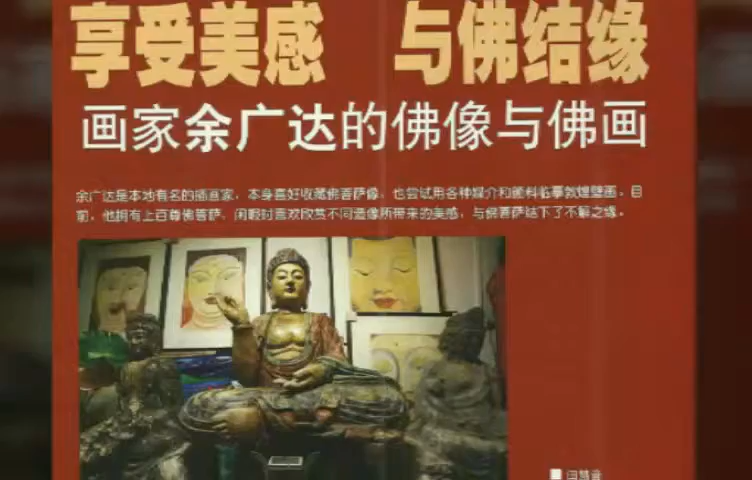 享受美感 与佛结缘
画家余广达的佛像与佛画
余广达是本地有名的插画家，本身喜好收藏佛菩萨像，也尝试用各种媒介和颜料临摹敦煌壁画。目
前，他拥有上百尊佛菩萨。闲暇时喜欢欣赏不同造像所带来的美感，与佛菩萨结下了不解之缘。